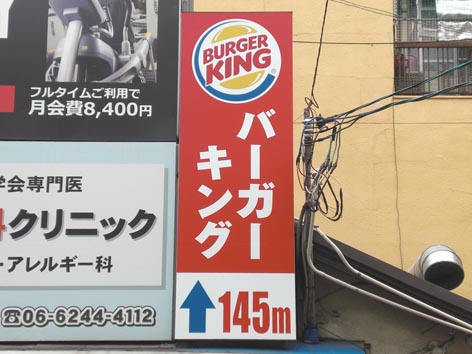 フルタイムご利用で
月会費8,400円
学会専門医
クリニック
・アレルギー科
☎06-6244-4112
BURGER
KING
バーガー
キング
145m